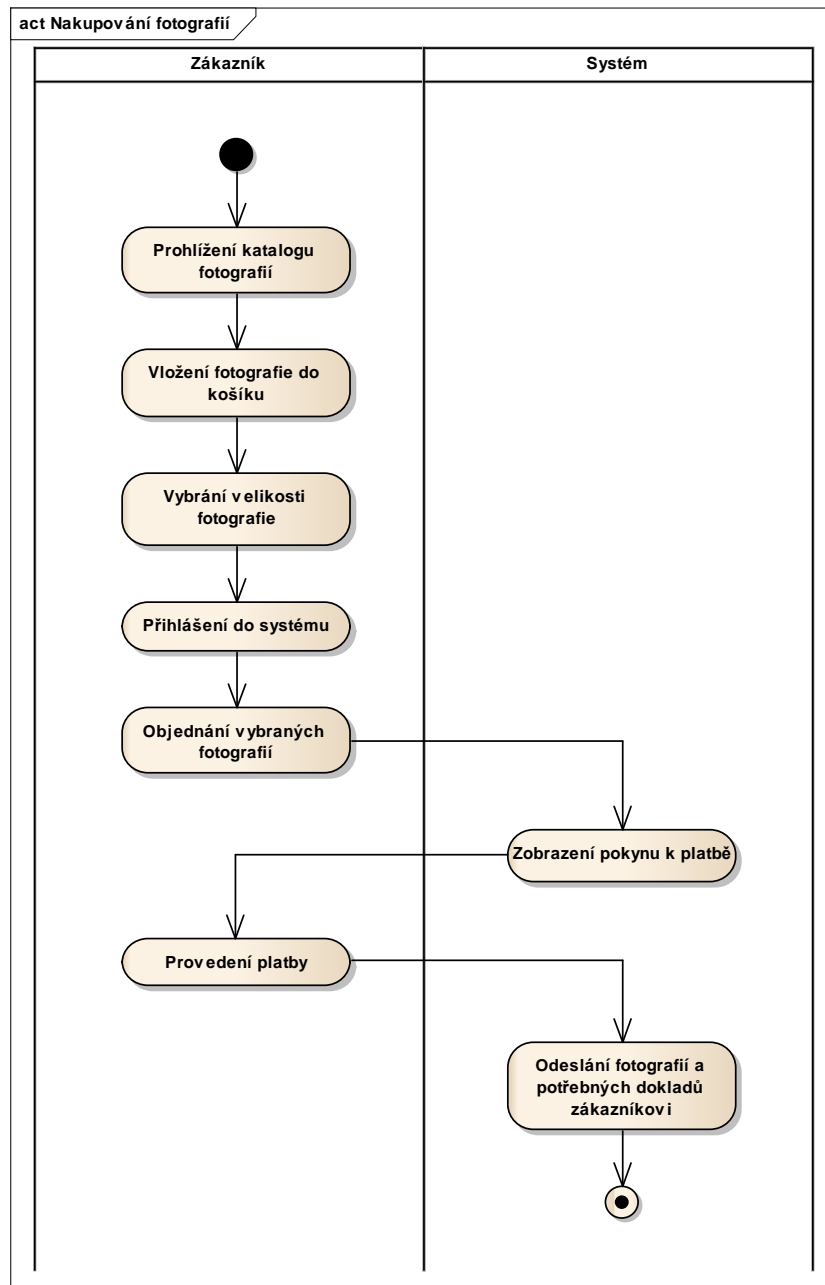 act Nakupování fotografií
Zákazník
Systém
Prohlížení katalogu
fotografií
Vložení fotografie do
košíku
Vybrání velikosti
fotografie
Přihlášení do systému
Objednání vybraných
fotografií
Zobrazení pokynu k platbě
Provedení platby
Odeslání fotografií a
potřebných dokladů
zákazníkovi